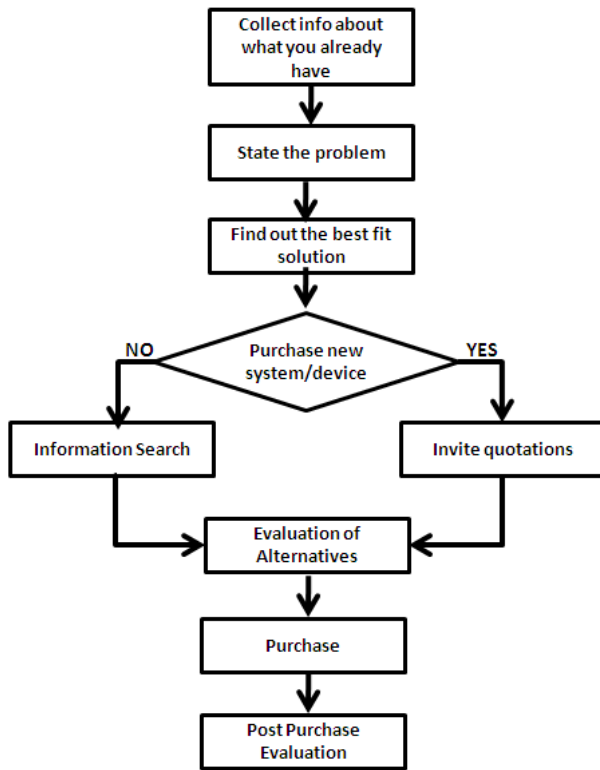 Collect info about
what you already
have
State the problem
Find out the best fit
solution
NO
YES
Purchase new
system/device
Information Search
Invite quotations
Evaluation of
Alternatives
Purchase
Post Purchase
Evaluation